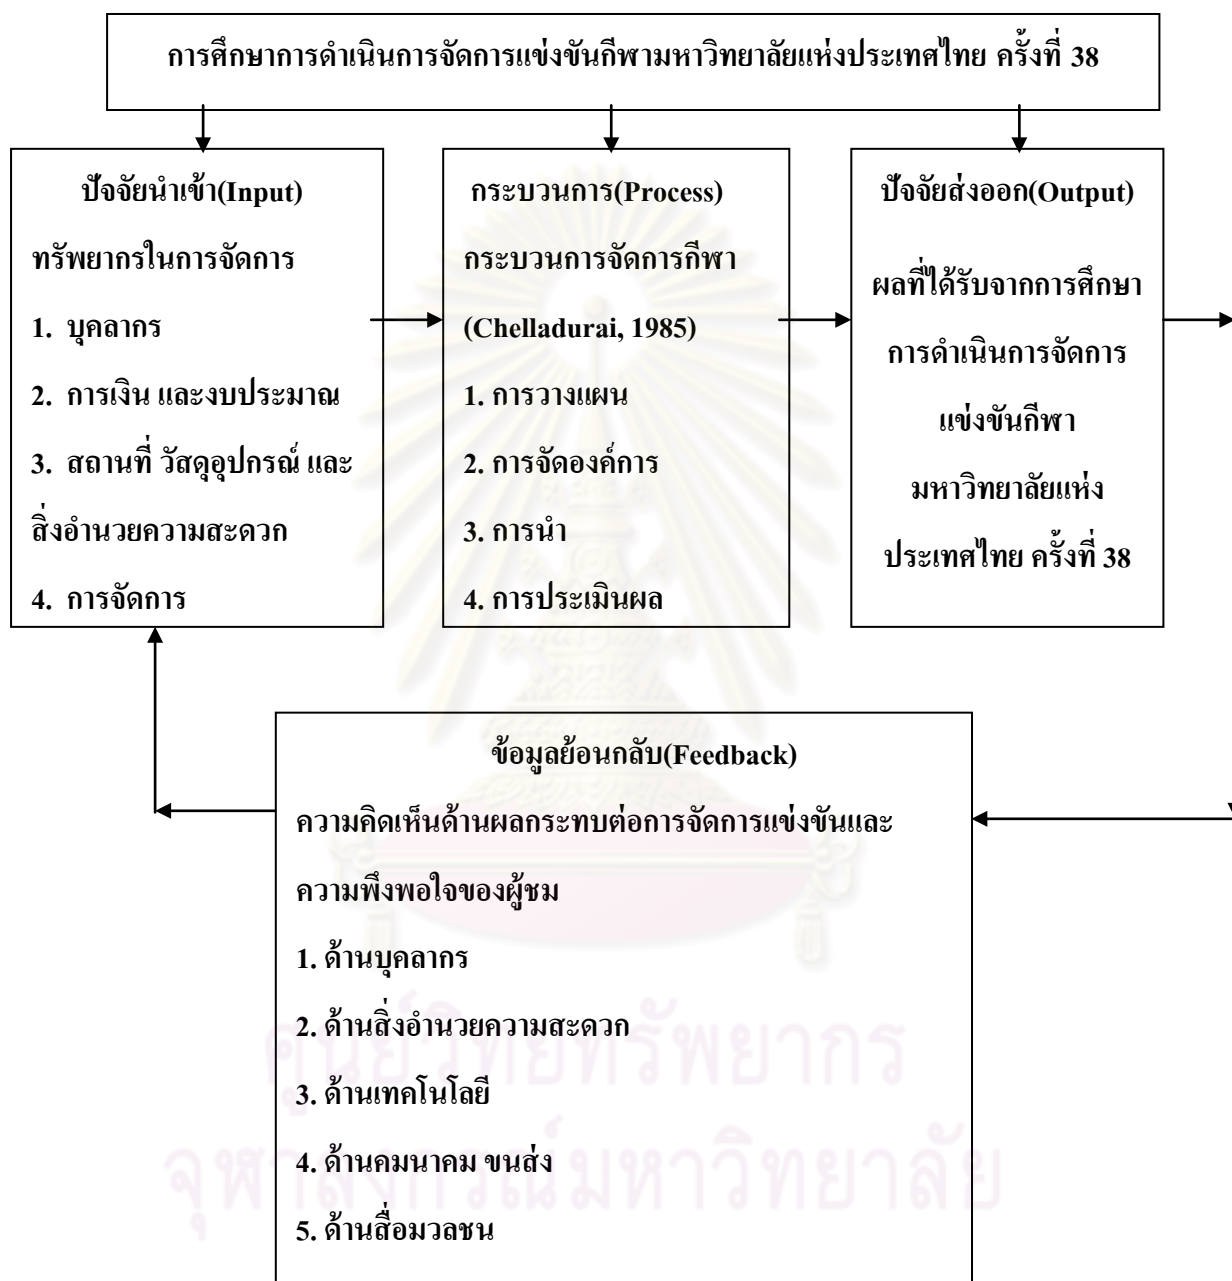 การศึกษาการดำเนินการจัดการแข่งขันกีฬามหาวิทยาลัยแห่งประเทศไทย ครั้งที่ 38
ปัจจัยนำเข้า(Input)
ทรัพยากรในการจัดการ
1. บุคลากร
2. การเงิน และงบประมาณ
3. สถานที่ วัสดุอุปกรณ์ และ
สิ่งอำนวยความสะดวก
4. การจัดการ
กระบวนการ(Process)
กระบวนการจัดการกีฬา
(Chelladurai, 1985)
1. การวางแผน
2. การจัดองค์การ
3. การนำ
4. การประเมินผล
ปัจจัยส่งออก(Output)
ผลที่ได้รับจากการศึกษา
การดำเนินการจัดการ
แข่งขันกีฬา
มหาวิทยาลัยแห่ง
ประเทศไทย ครั้งที่ 38
ข้อมูลย้อนกลับ(Feedback)
ความคิดเห็นด้านผลกระทบต่อการจัดการแข่งขันและ
ความพึงพอใจของผู้ชม
1. ด้านบุคลากร
2. ด้านสิ่งอำนวยความสะดวก
3. ด้านเทคโนโลยี
4. ด้านคมนาคม ขนส่ง
5. ด้านสื่อมวลชน
ศูนย์วิทยทรัพยากร
จุฬาลงกรณ์มหาวิทยาลัย